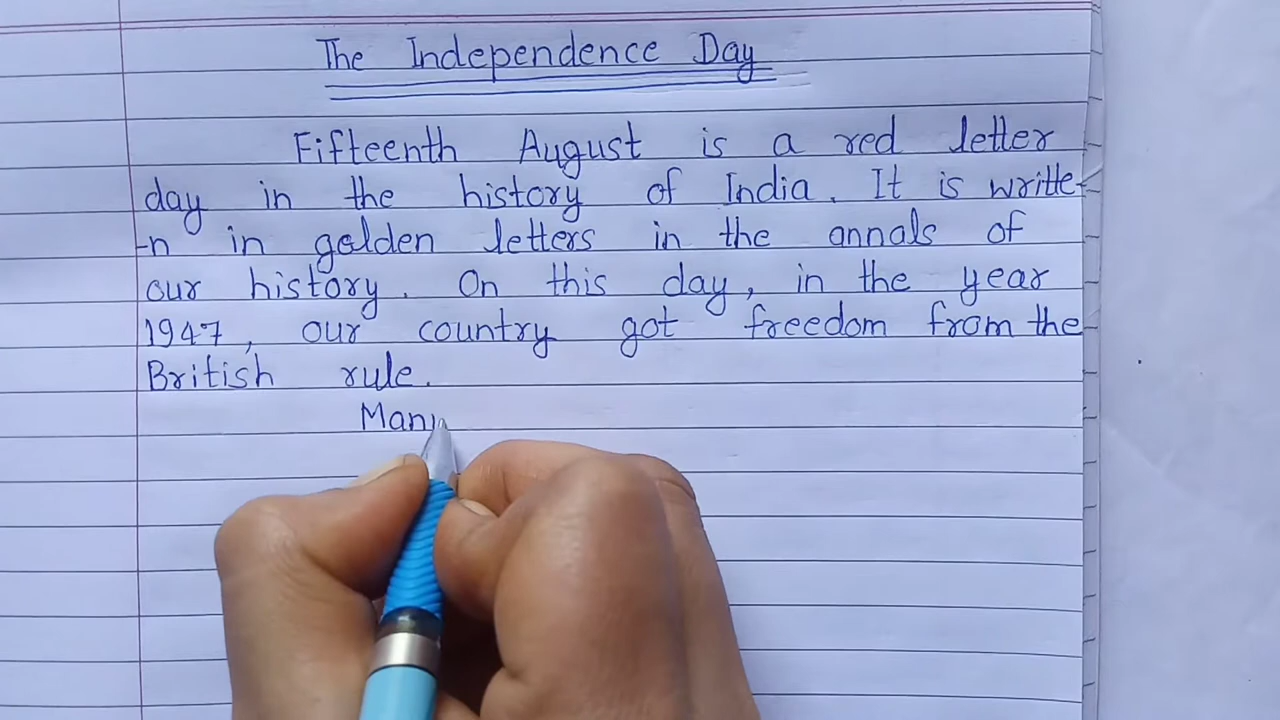 The Independence Day
Fifteenth August is a red letter
day in the history of India. It is writte-
-n in golden letters in the annals of
our history. On this day, in the year
1947, our country got freedom from the
British rule.